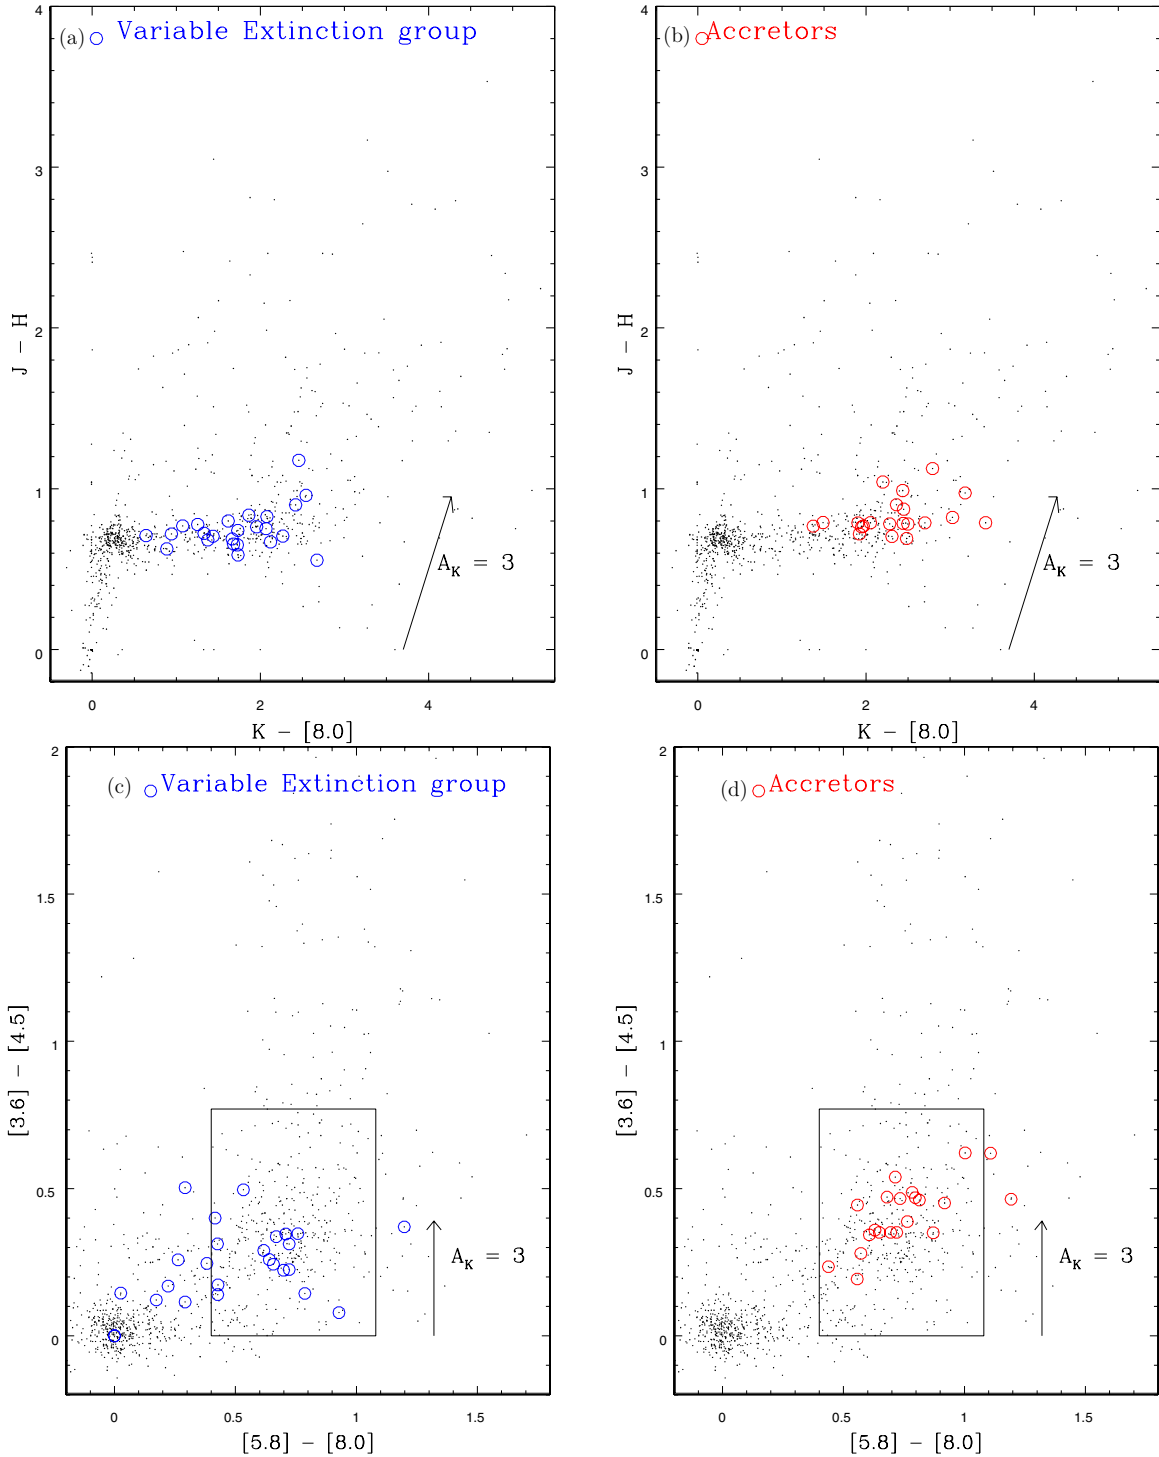 (a) Variable Extinction group
4
3
2
1
0
J - H
A_K = 3
0 2 4
K - [8.0]
(b) Accretors
4
3
2
1
0
J - H
A_K = 3
0 2 4
K - [8.0]
(c) Variable Extinction group
2
1.5
1
0.5
0
[3.6] - [4.5]
A_K = 3
0 0.5 1 1.5
[5.8] - [8.0]
(d) Accretors
2
1.5
1
0.5
0
[3.6] - [4.5]
A_K = 3
0 0.5 1 1.5
[5.8] - [8.0]